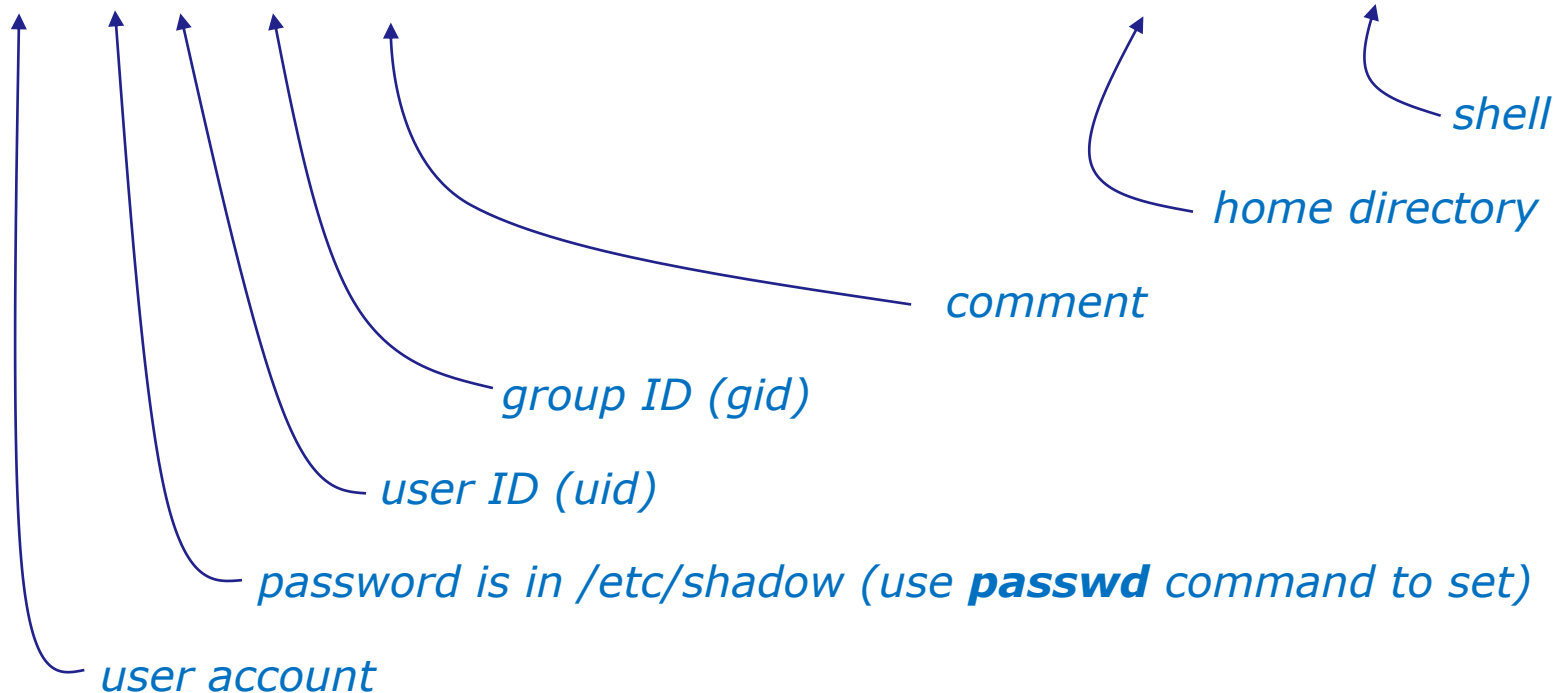 shell
home directory
comment
group ID (gid)
user ID (uid)
password is in /etc/shadow (use passwd command to set)
user account